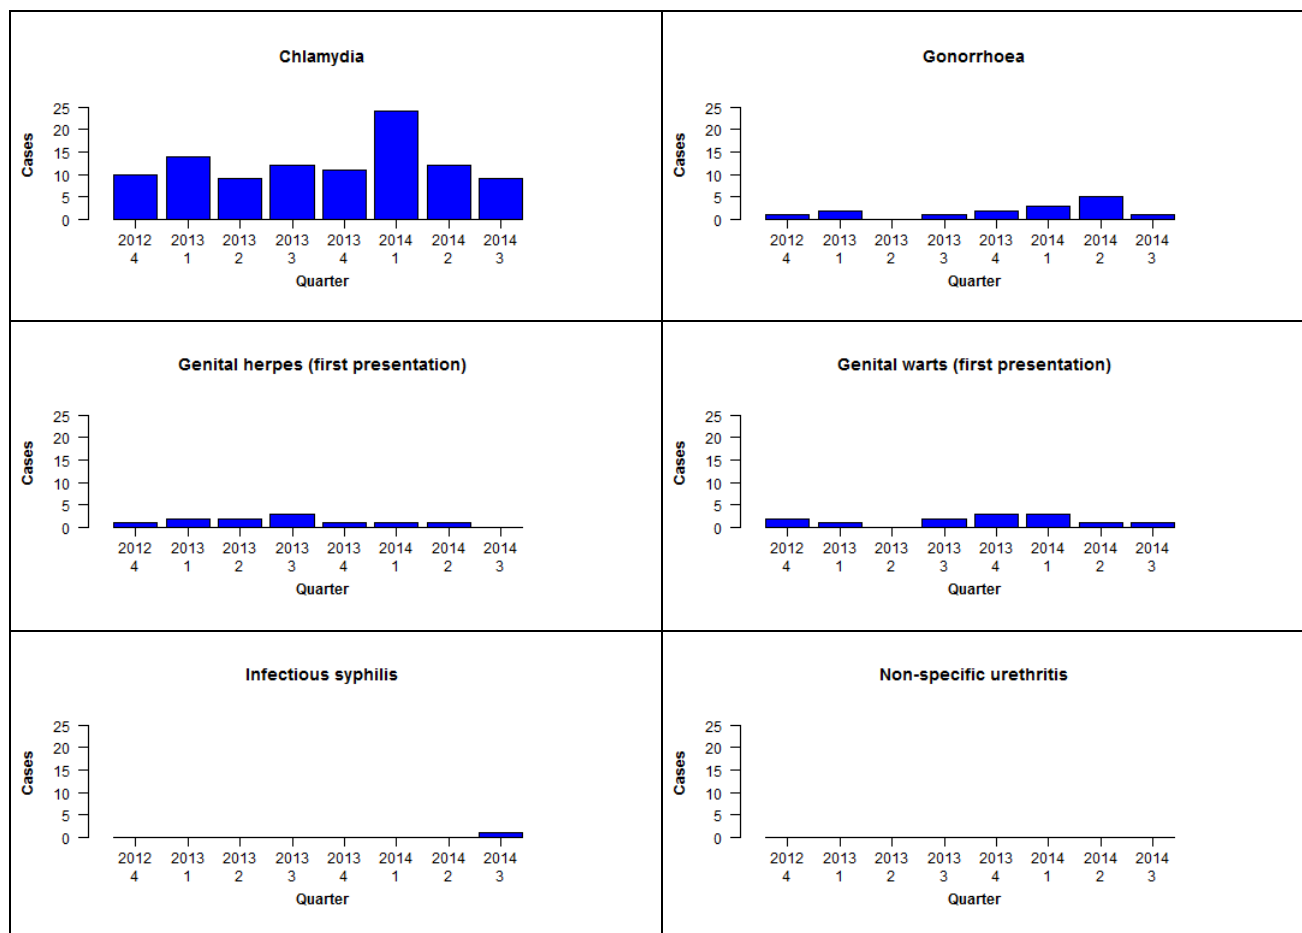 Chlamydia
Cases
25
20
15
10
5
0
2012 2013 2013 2013 2013 2014 2014 2014
4 1 2 3 4 1 2 3
Quarter
Gonorrhoea
Cases
25
20
15
10
5
0
2012 2013 2013 2013 2013 2014 2014 2014
4 1 2 3 4 1 2 3
Quarter
Genital herpes (first presentation)
Cases
25
20
15
10
5
0
2012 2013 2013 2013 2013 2014 2014 2014
4 1 2 3 4 1 2 3
Quarter
Genital warts (first presentation)
Cases
25
20
15
10
5
0
2012 2013 2013 2013 2013 2014 2014 2014
4 1 2 3 4 1 2 3
Quarter
Infectious syphilis
Cases
25
20
15
10
5
0
2012 2013 2013 2013 2013 2014 2014 2014
4 1 2 3 4 1 2 3
Quarter
Non-specific urethritis
Cases
25
20
15
10
5
0
2012 2013 2013 2013 2013 2014 2014 2014
4 1 2 3 4 1 2 3
Quarter